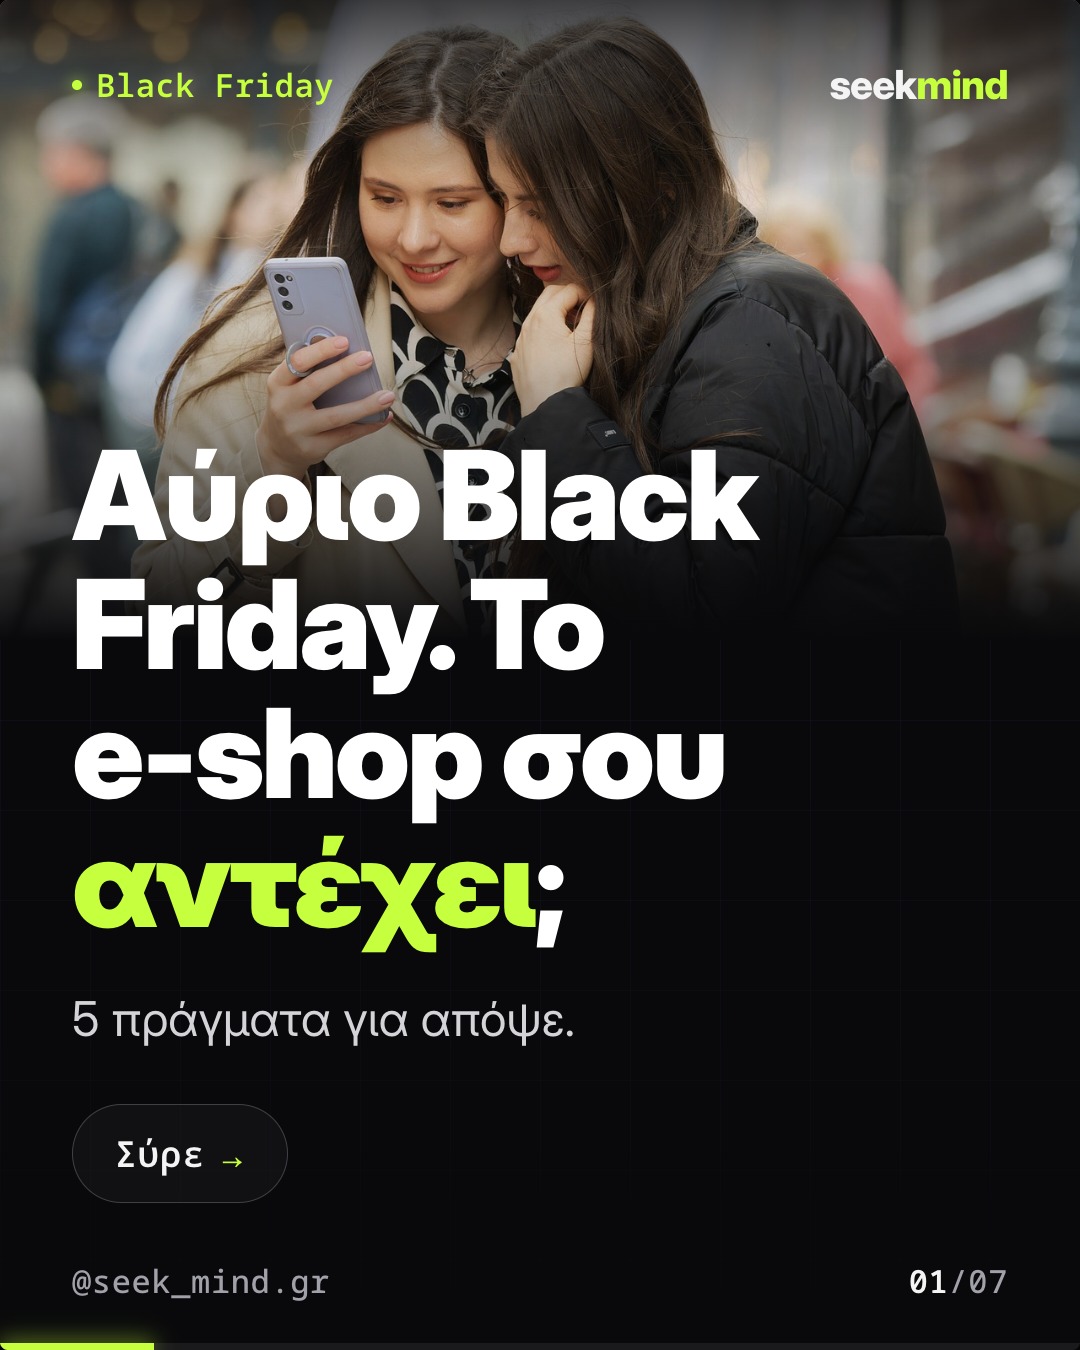 • Black Friday
seekmind
Αύριο Black
Friday. Το
e-shop σου
αντέχει;
5 πράγματα για απόψε.
Σύρε →
@seek_mind.gr
01/07